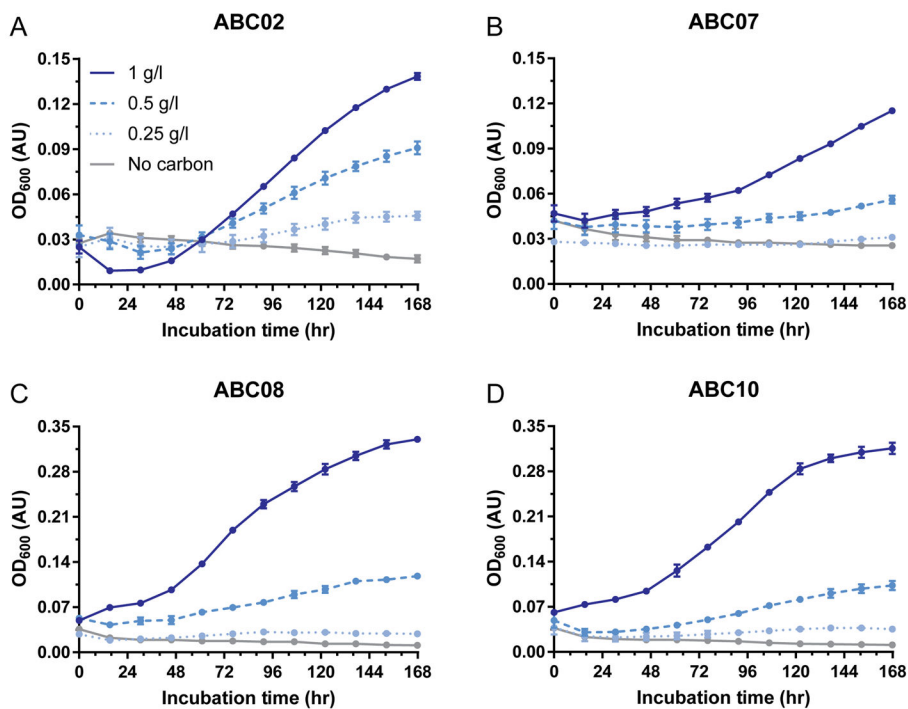 A
ABC02
OD600 (AU)
0.15
0.12
0.09
0.06
0.03
0.00
1 g/l
0.5 g/l
0.25 g/l
No carbon
0 24 48 72 96 120 144 168
Incubation time (hr)
B
ABC07
OD600 (AU)
0.15
0.12
0.09
0.06
0.03
0.00
0 24 48 72 96 120 144 168
Incubation time (hr)
C
ABC08
OD600 (AU)
0.35
0.28
0.21
0.14
0.07
0.00
0 24 48 72 96 120 144 168
Incubation time (hr)
D
ABC10
OD600 (AU)
0.35
0.28
0.21
0.14
0.07
0.00
0 24 48 72 96 120 144 168
Incubation time (hr)